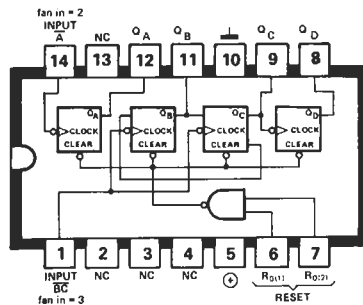 fan in = 2
INPUT
A
NC
QA
QB
QC
QD
14 13 12 11 10 9 8
QA QB QC QD
CLOCK CLOCK CLOCK CLOCK
CLEAR CLEAR CLEAR CLEAR
1 2 3 4 5 6 7
INPUT NC NC NC + R0(1) R0(2)
BC
fan in = 3
RESET